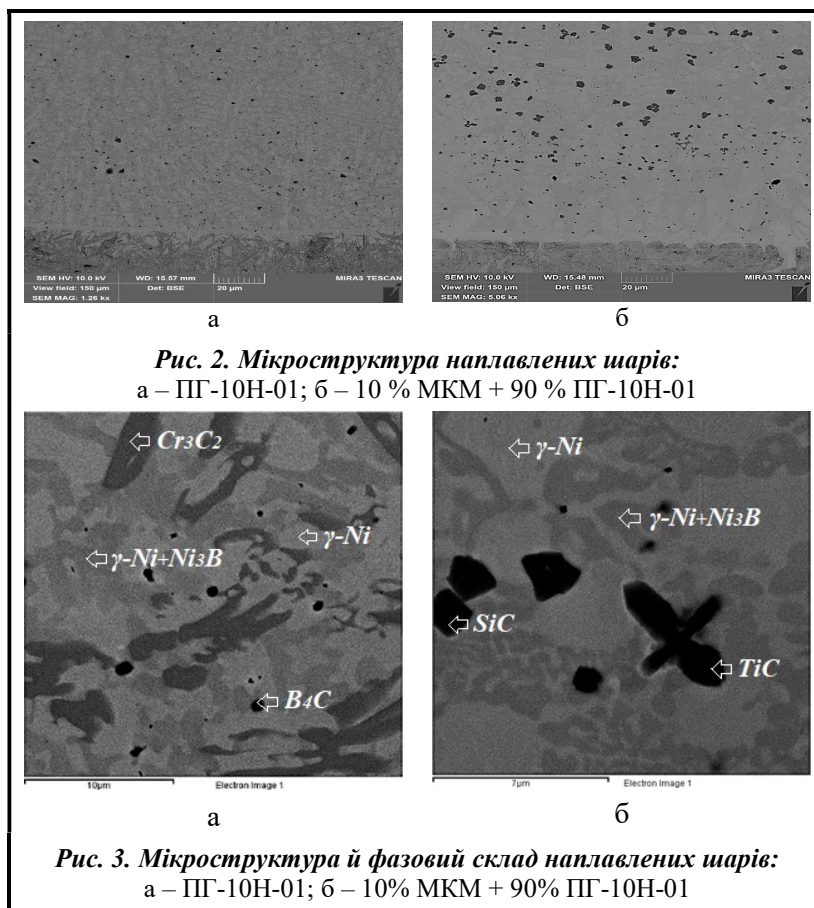 SEM HV: 10.0 kV WD: 15.57 mm MIRA3 TESCAN
View field: 150 µm Det: BSE 20 µm
SEM MAG: 1.26 kx
SEM HV: 10.0 kV WD: 15.48 mm MIRA3 TESCAN
View field: 150 µm Det: BSE 20 µm
SEM MAG: 5.06 kx
а б
Рис. 2. Мікроструктура наплавлених шарів:
а – ПГ-10Н-01; б – 10 % МКМ + 90 % ПГ-10Н-01
Cr₃C₂
γ-Ni
γ-Ni+Ni₃B
B₄C
10µm Electron Image 1
γ-Ni
γ-Ni+Ni₃B
SiC
TiC
7µm Electron Image 1
а б
Рис. 3. Мікроструктура й фазовий склад наплавлених шарів:
а – ПГ-10Н-01; б – 10% МКМ + 90% ПГ-10Н-01